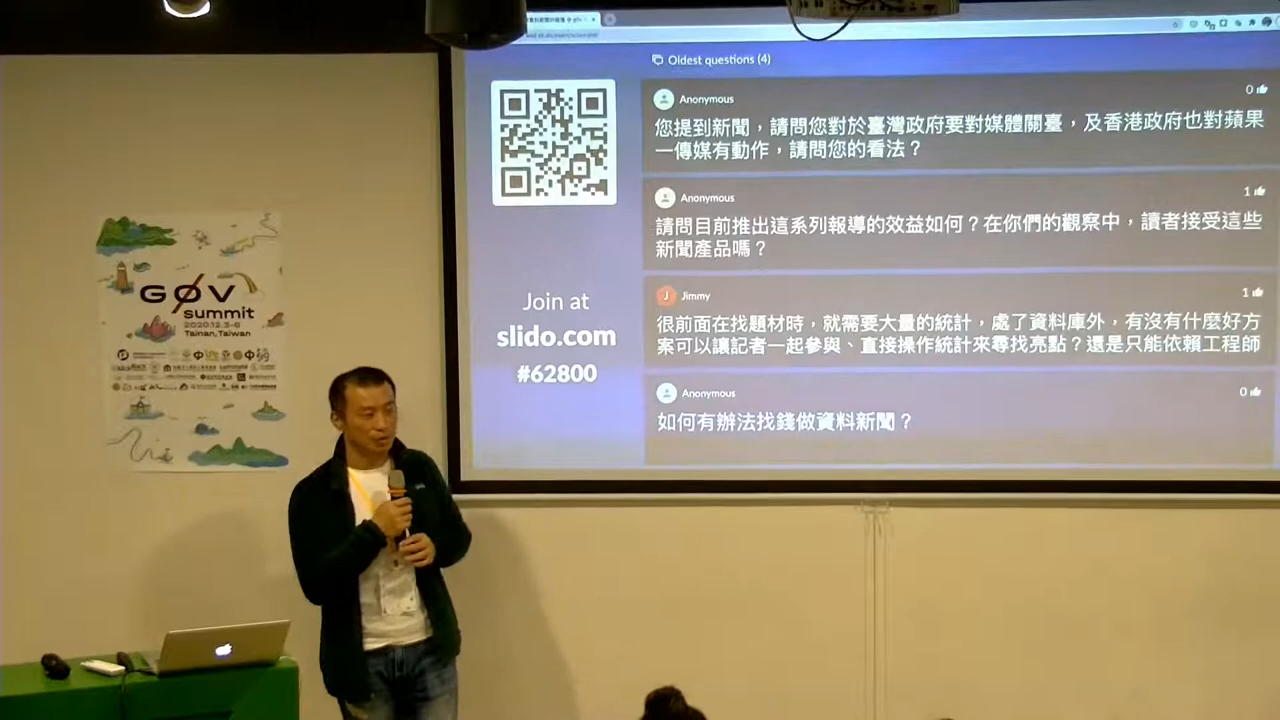 Oldest questions (4)
Anonymous
0
您提到新聞，請問您對於臺灣政府要對媒體關臺，及香港政府也對蘋果
一傳媒有動作，請問您的看法？
Anonymous
1
請問目前推出這系列報導的效益如何？在你們的觀察中，讀者接受這些
新聞產品嗎？
J
Jimmy
1
很前面在找題材時，就需要大量的統計，處了資料庫外，有沒有什麼好方
案可以讓記者一起參與、直接操作統計來尋找亮點？還是只能依賴工程師
Anonymous
0
如何有辦法找錢做資料新聞？
Join at
slido.com
#62800
GØV
summit
2020.12.3-6
Tainan,Taiwan